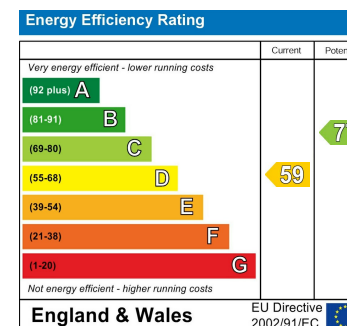 Energy Efficiency Rating
Current
Very energy efficient - lower running costs
(92 plus) A
(81-91) B
(69-80) C
(55-68) D
(39-54) E
(21-38) F
(1-20) G
59
Not energy efficient - higher running costs
England & Wales
EU Directive
2002/91/EC